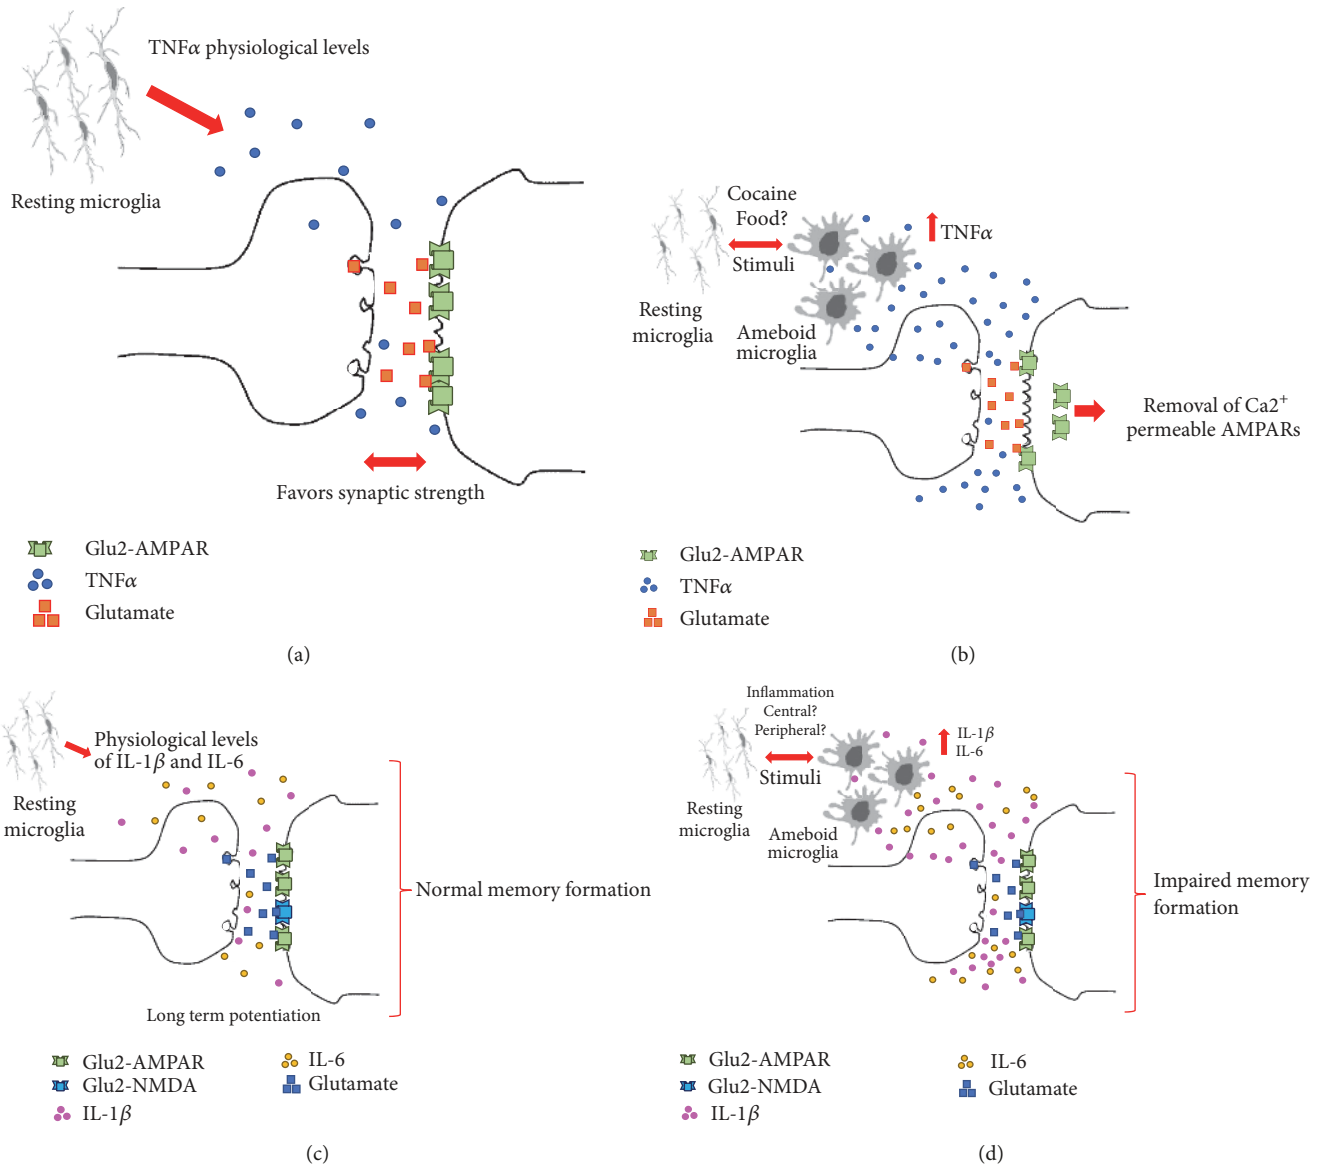 TNFα physiological levels
Resting microglia
Favors synaptic strength
Glu2-AMPAR
TNFα
Glutamate
(a)
Cocaine
Food?
Stimuli
TNFα
Resting
microglia
Ameboid
microglia
Removal of Ca2⁺
permeable AMPARs
Glu2-AMPAR
TNFα
Glutamate
(b)
Physiological levels
of IL-1β and IL-6
Resting
microglia
Normal memory formation
Long term potentiation
Glu2-AMPAR
Glu2-NMDA
IL-1β
IL-6
Glutamate
(c)
Inflammation
Central?
Peripheral?
Stimuli
IL-1β
IL-6
Resting
microglia
Ameboid
microglia
Impaired memory
formation
Glu2-AMPAR
Glu2-NMDA
IL-1β
IL-6
Glutamate
(d)